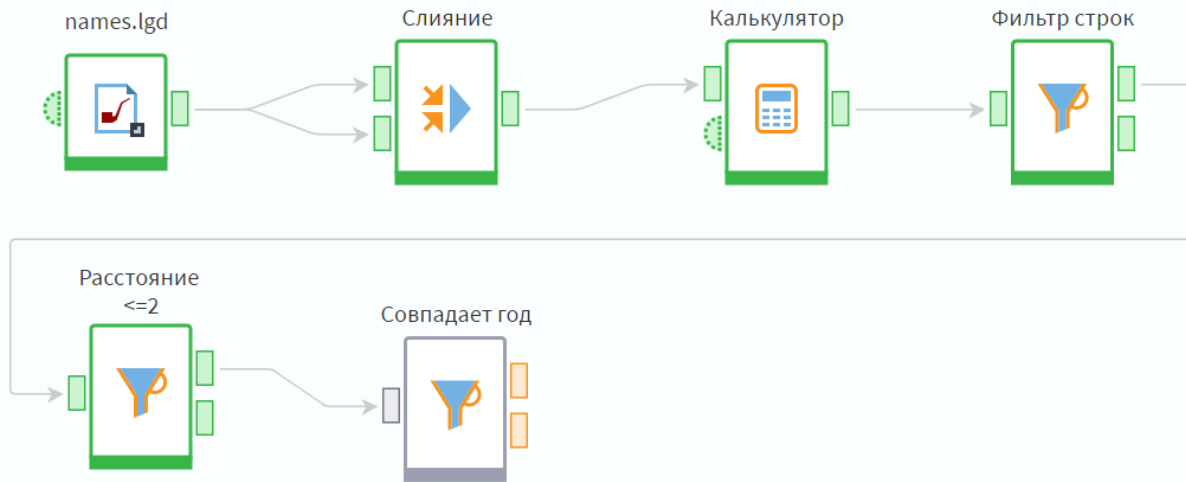 names.lgd
Слияние
Калькулятор
Фильтр строк
Расстояние
<=2
Совпадает год